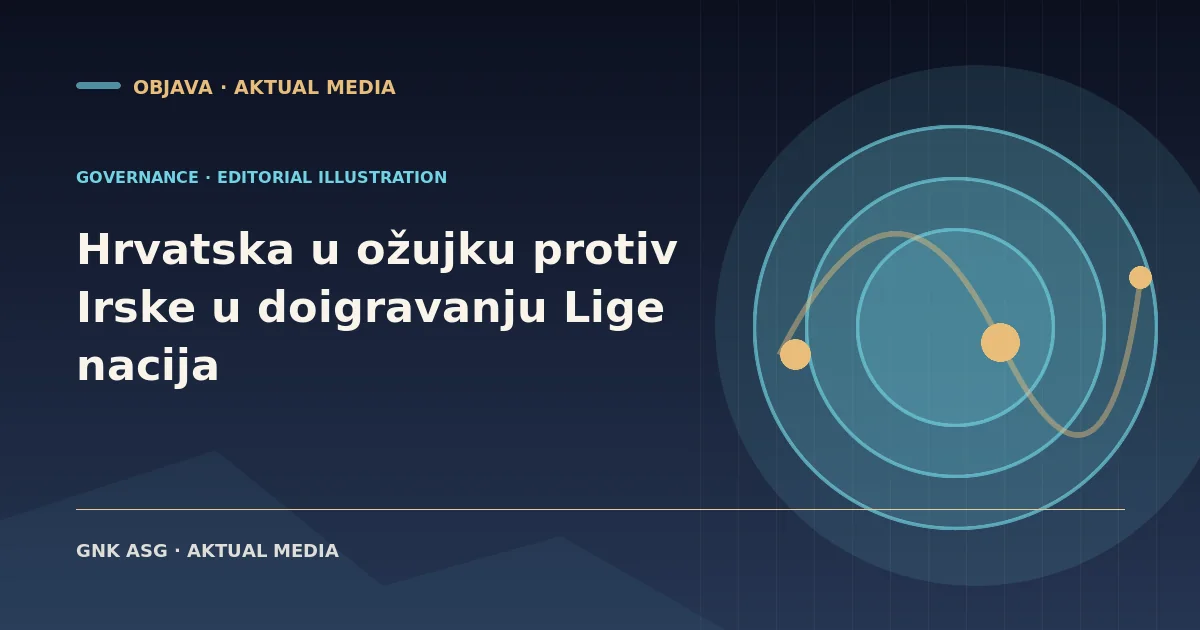 OBJAVA · AKTUAL MEDIA
GOVERNANCE · EDITORIAL ILLUSTRATION
Hrvatska u ožujku protiv
Irske u doigravanju Lige
nacija
GNK ASG · AKTUAL MEDIA